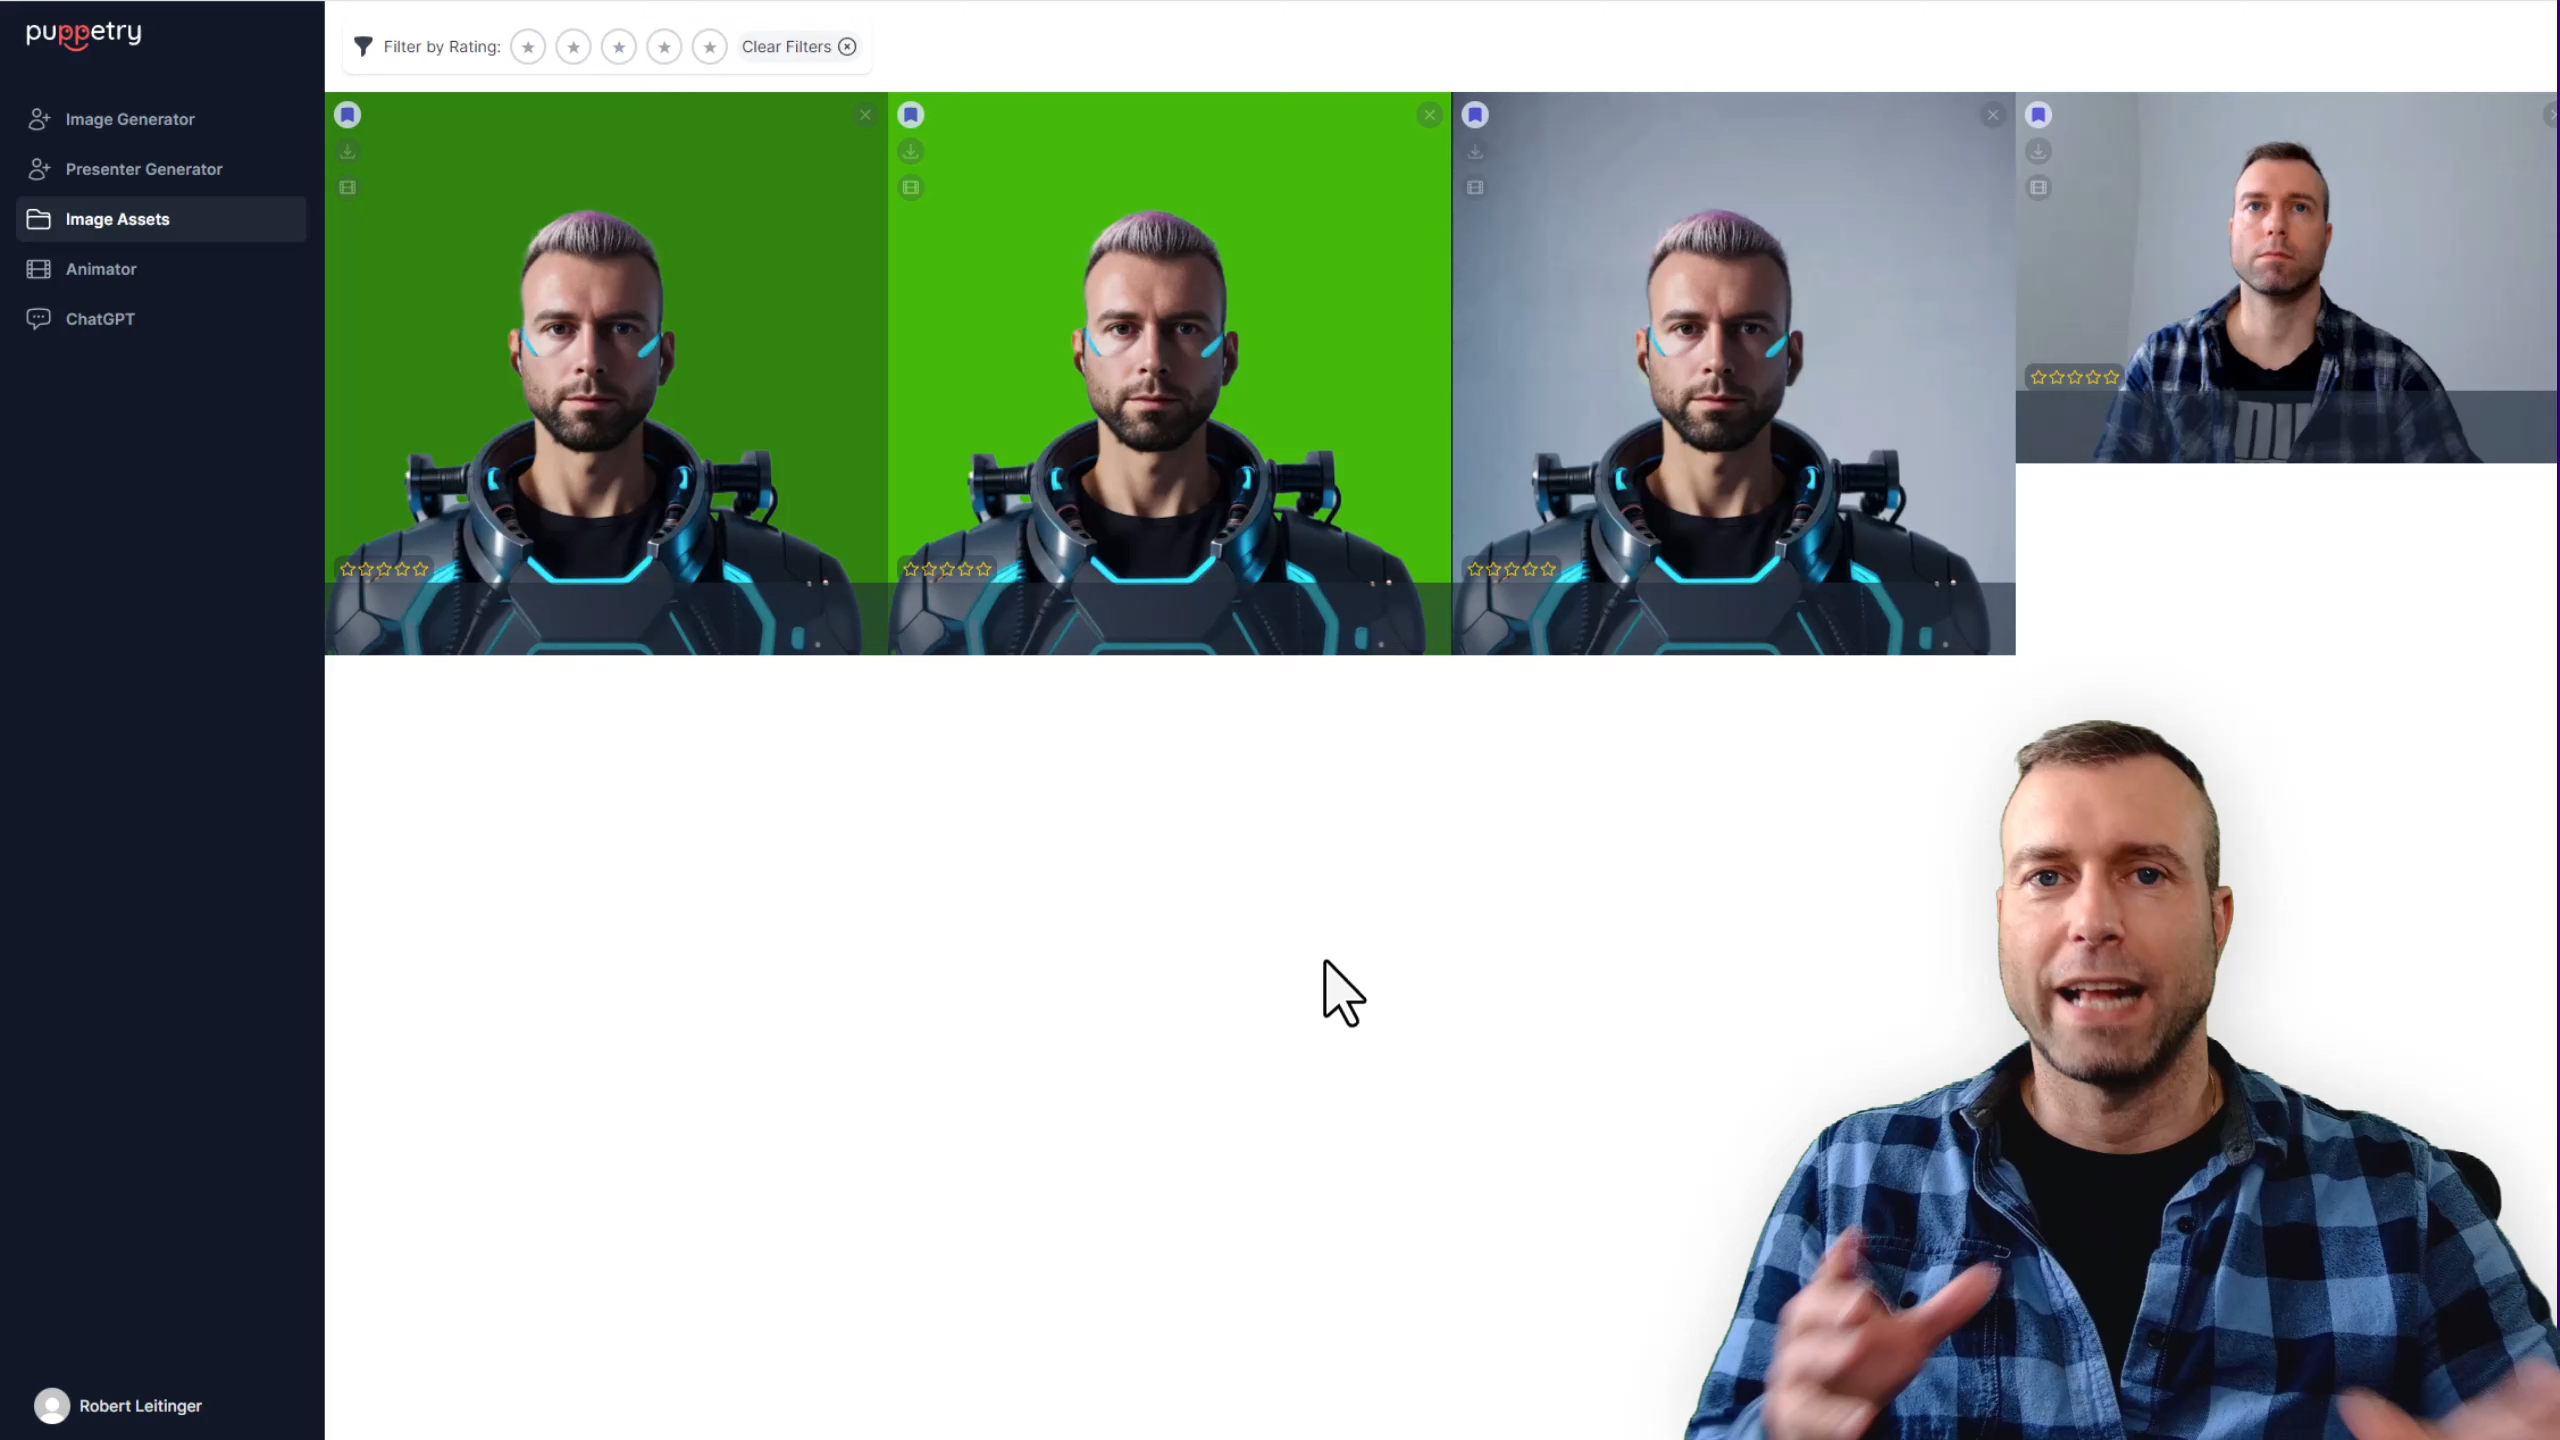 puppetry
Filter by Rating:
Clear Filters
Image Generator
Presenter Generator
Image Assets
Animator
ChatGPT
Robert Leitinger